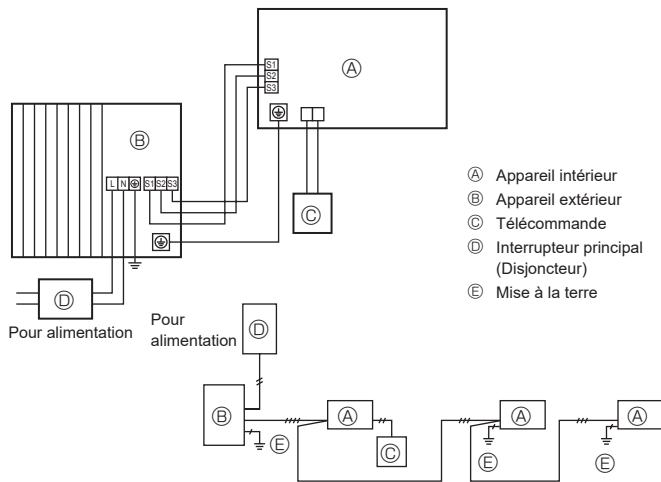 S1
S2
S3
Ⓐ
Ⓑ
L N S1 S2 S3
Ⓒ
Ⓓ
Pour alimentation
Ⓐ Appareil intérieur
Ⓑ Appareil extérieur
Ⓒ Télécommande
Ⓓ Interrupteur principal
(Disjoncteur)
Ⓔ Mise à la terre
Pour
alimentation
Ⓓ
Ⓑ
Ⓔ
Ⓐ
Ⓒ
Ⓐ
Ⓔ
Ⓐ
Ⓔ